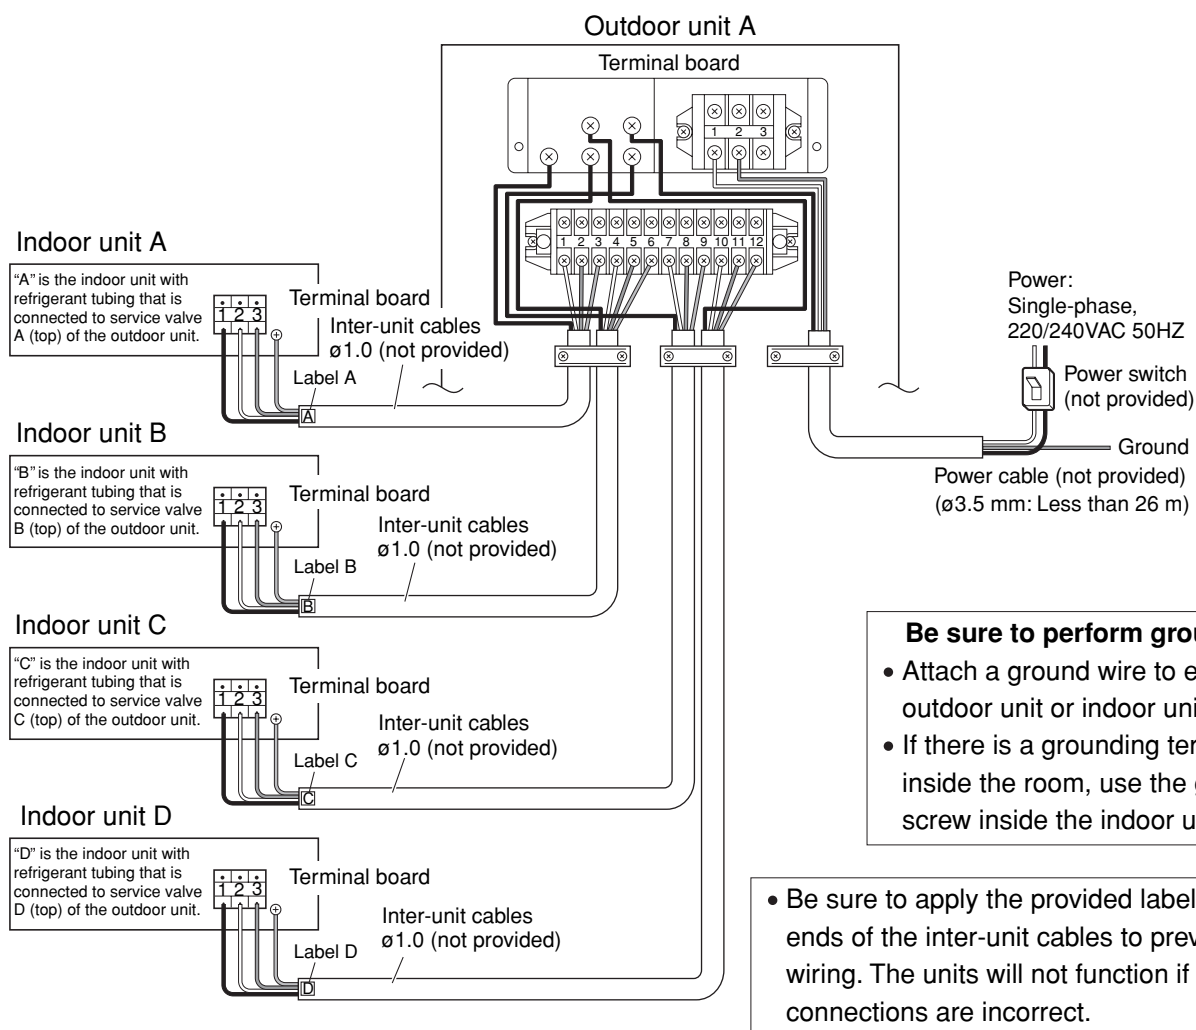 Outdoor unit A
Terminal board
1 2 3
1 2 3 4 5 6 7 8 9 10 11 12
Indoor unit A
“A” is the indoor unit with
refrigerant tubing that is
connected to service valve
A (top) of the outdoor unit.
1 2 3
Terminal board
Inter-unit cables
ø1.0 (not provided)
Label A
A
Power:
Single-phase,
220/240VAC 50HZ
Power switch
(not provided)
Ground
Power cable (not provided)
(ø3.5 mm: Less than 26 m)
Indoor unit B
“B” is the indoor unit with
refrigerant tubing that is
connected to service valve
B (top) of the outdoor unit.
1 2 3
Terminal board
Inter-unit cables
ø1.0 (not provided)
Label B
B
Indoor unit C
“C” is the indoor unit with
refrigerant tubing that is
connected to service valve
C (top) of the outdoor unit.
1 2 3
Terminal board
Inter-unit cables
ø1.0 (not provided)
Label C
C
Indoor unit D
“D” is the indoor unit with
refrigerant tubing that is
connected to service valve
D (top) of the outdoor unit.
1 2 3
Terminal board
Inter-unit cables
ø1.0 (not provided)
Label D
D
Be sure to perform
• Attach a ground wire to
outdoor unit or indoor
• If there is a grounding
inside the room, use the
screw inside the indoor
• Be sure to apply the provided label
ends of the inter-unit cables to
wiring. The units will not function if
connections are incorrect.